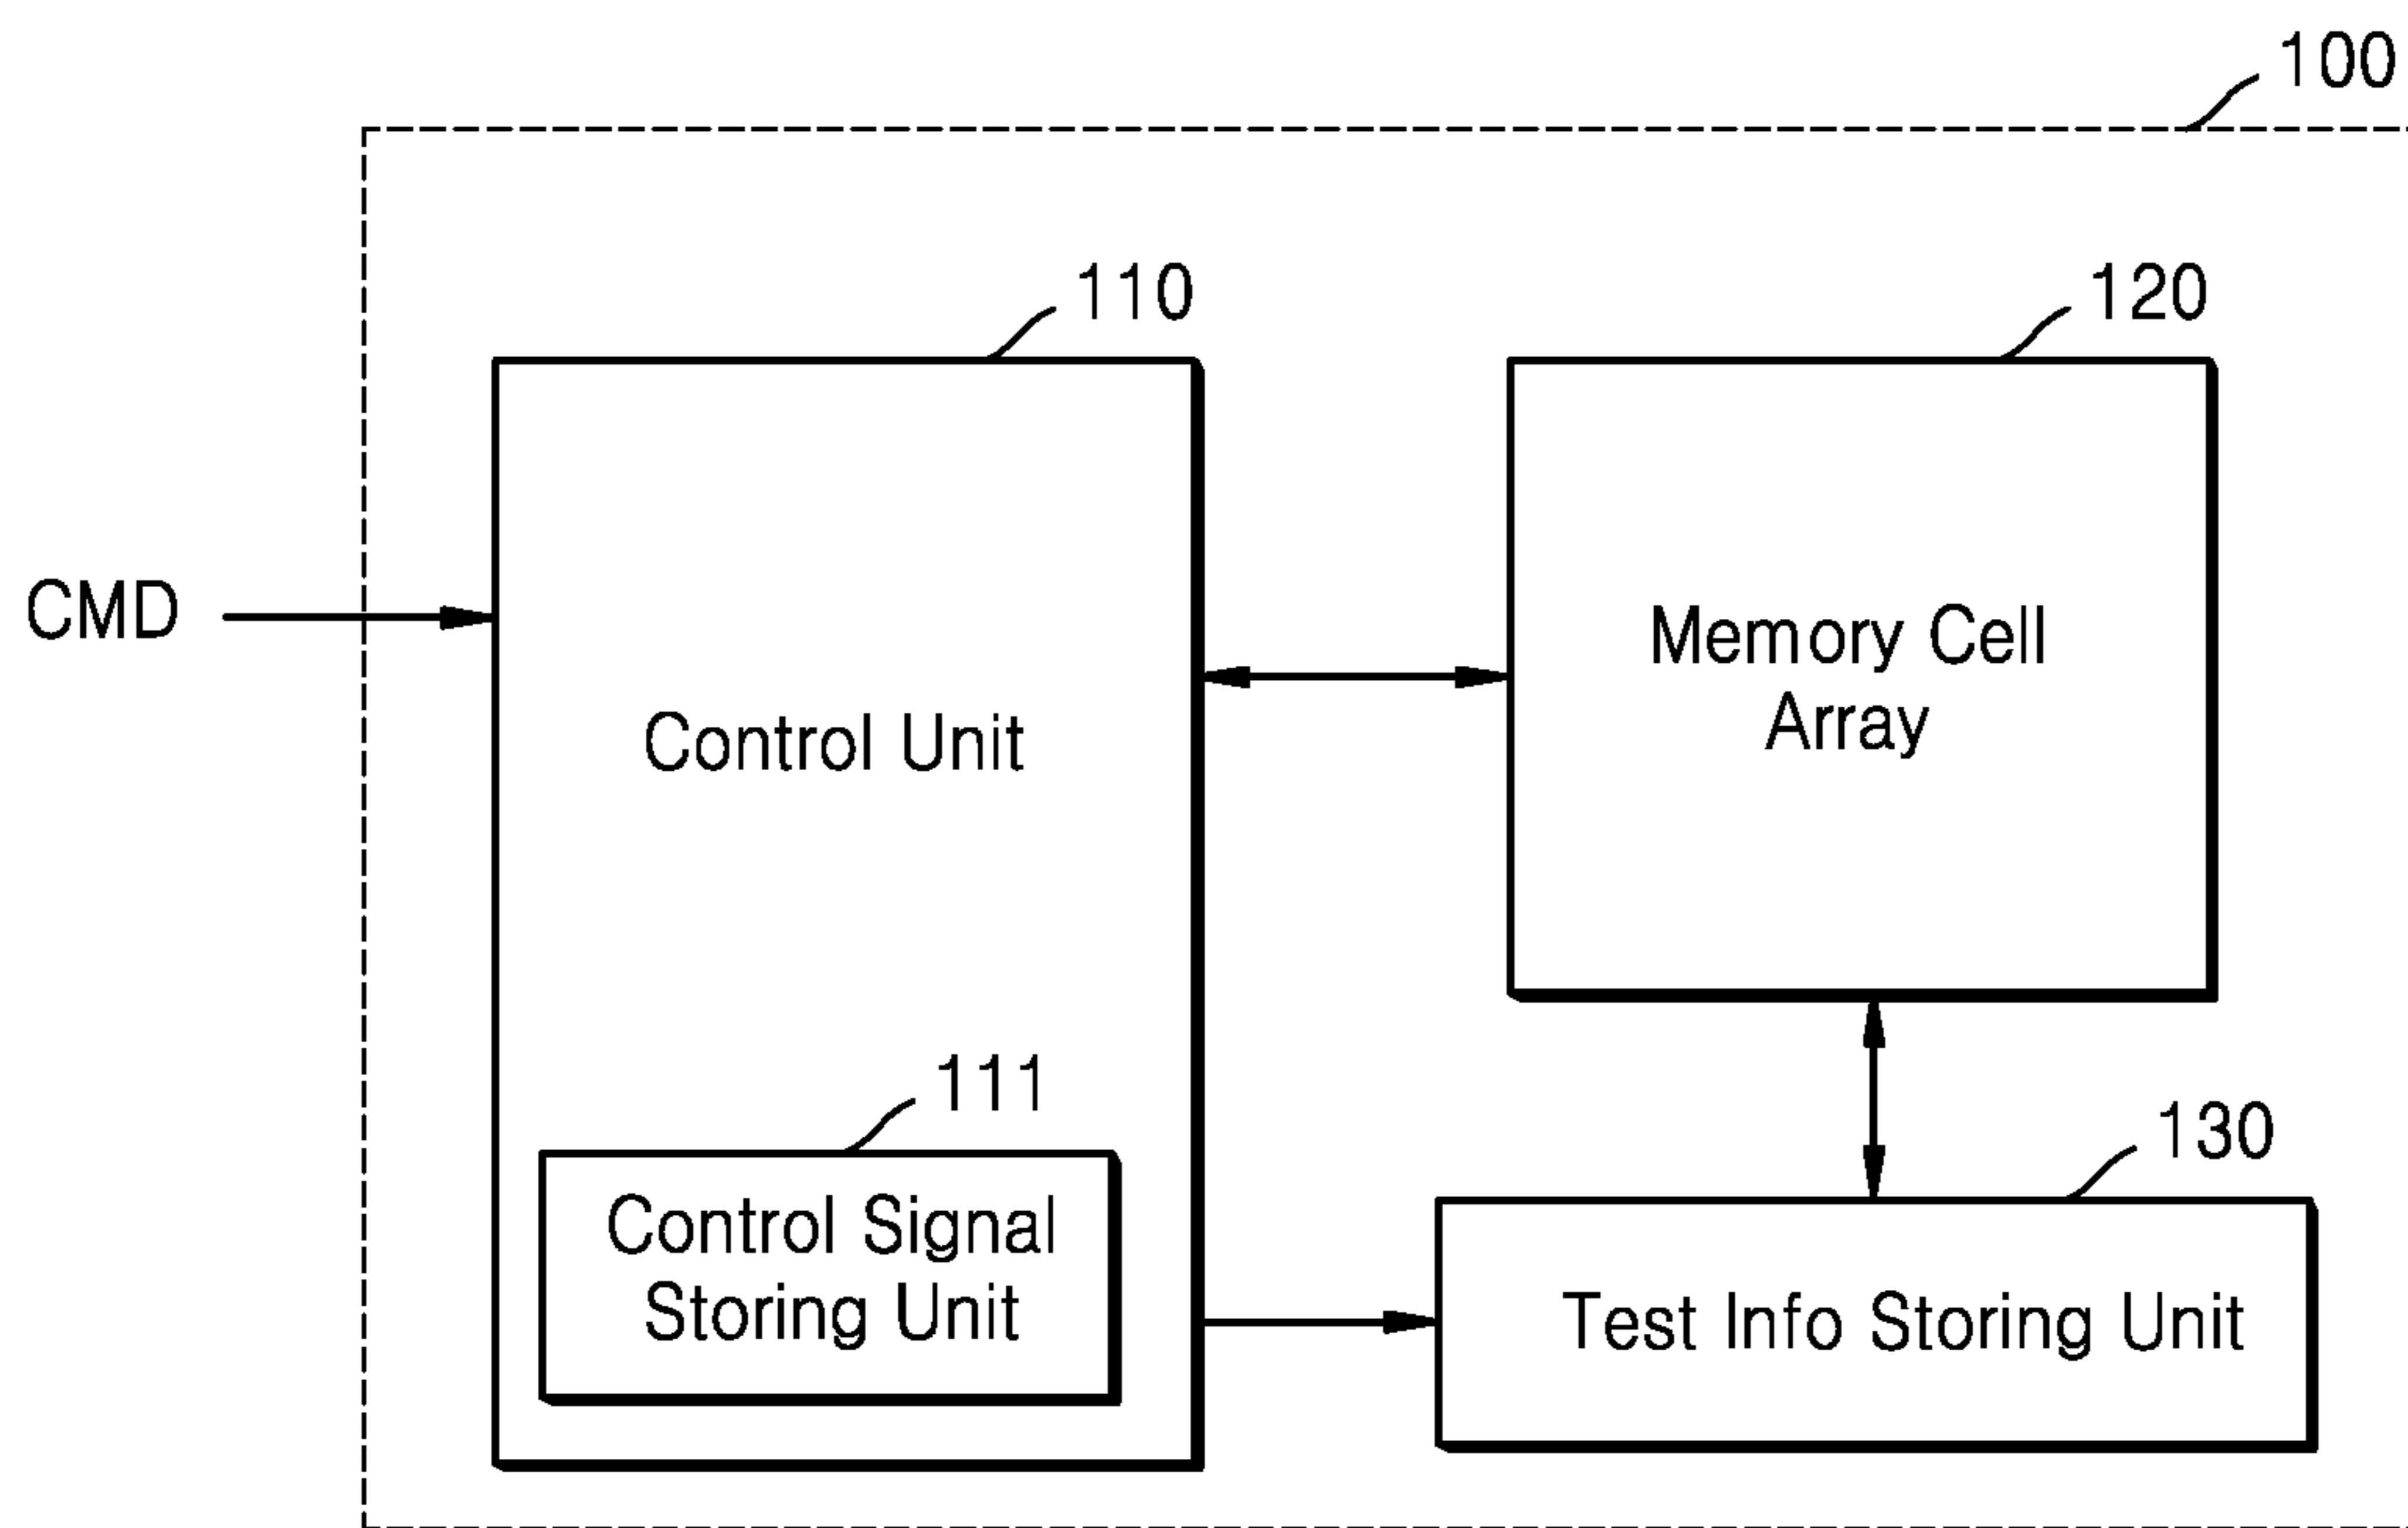 100
110
120
CMD
Memory Cell
Array
Control Unit
111
130
Control Signal
Storing Unit
Test Info Storing Unit